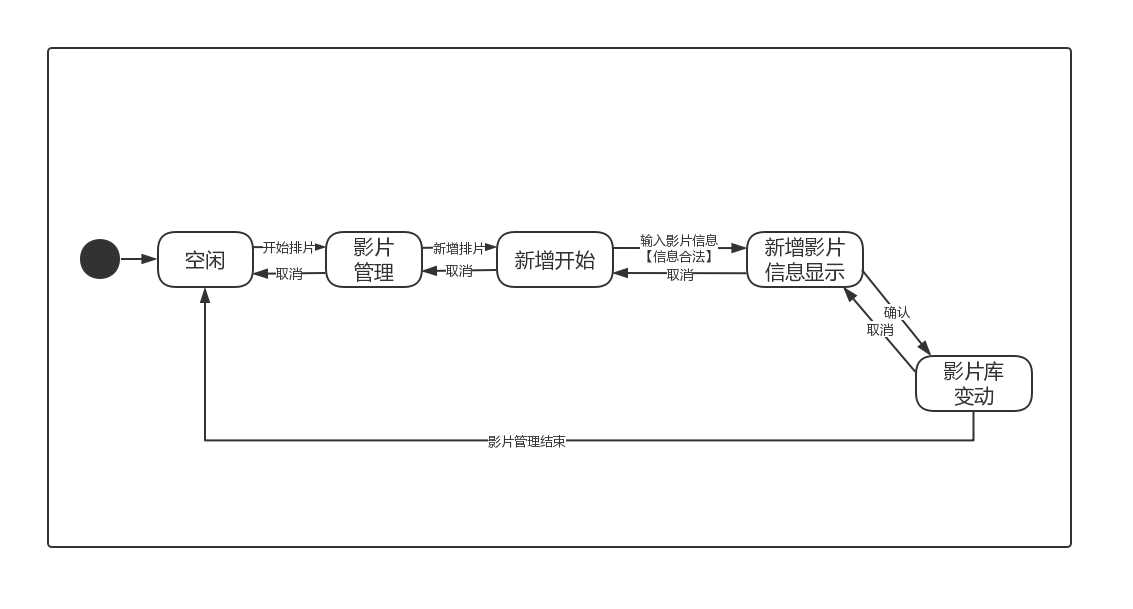 空闲
开始排片
取消
影片
管理
新增排片
取消
新增开始
输入影片信息
【信息合法】
取消
新增影片
信息显示
确认
取消
影片库
变动
影片管理结束